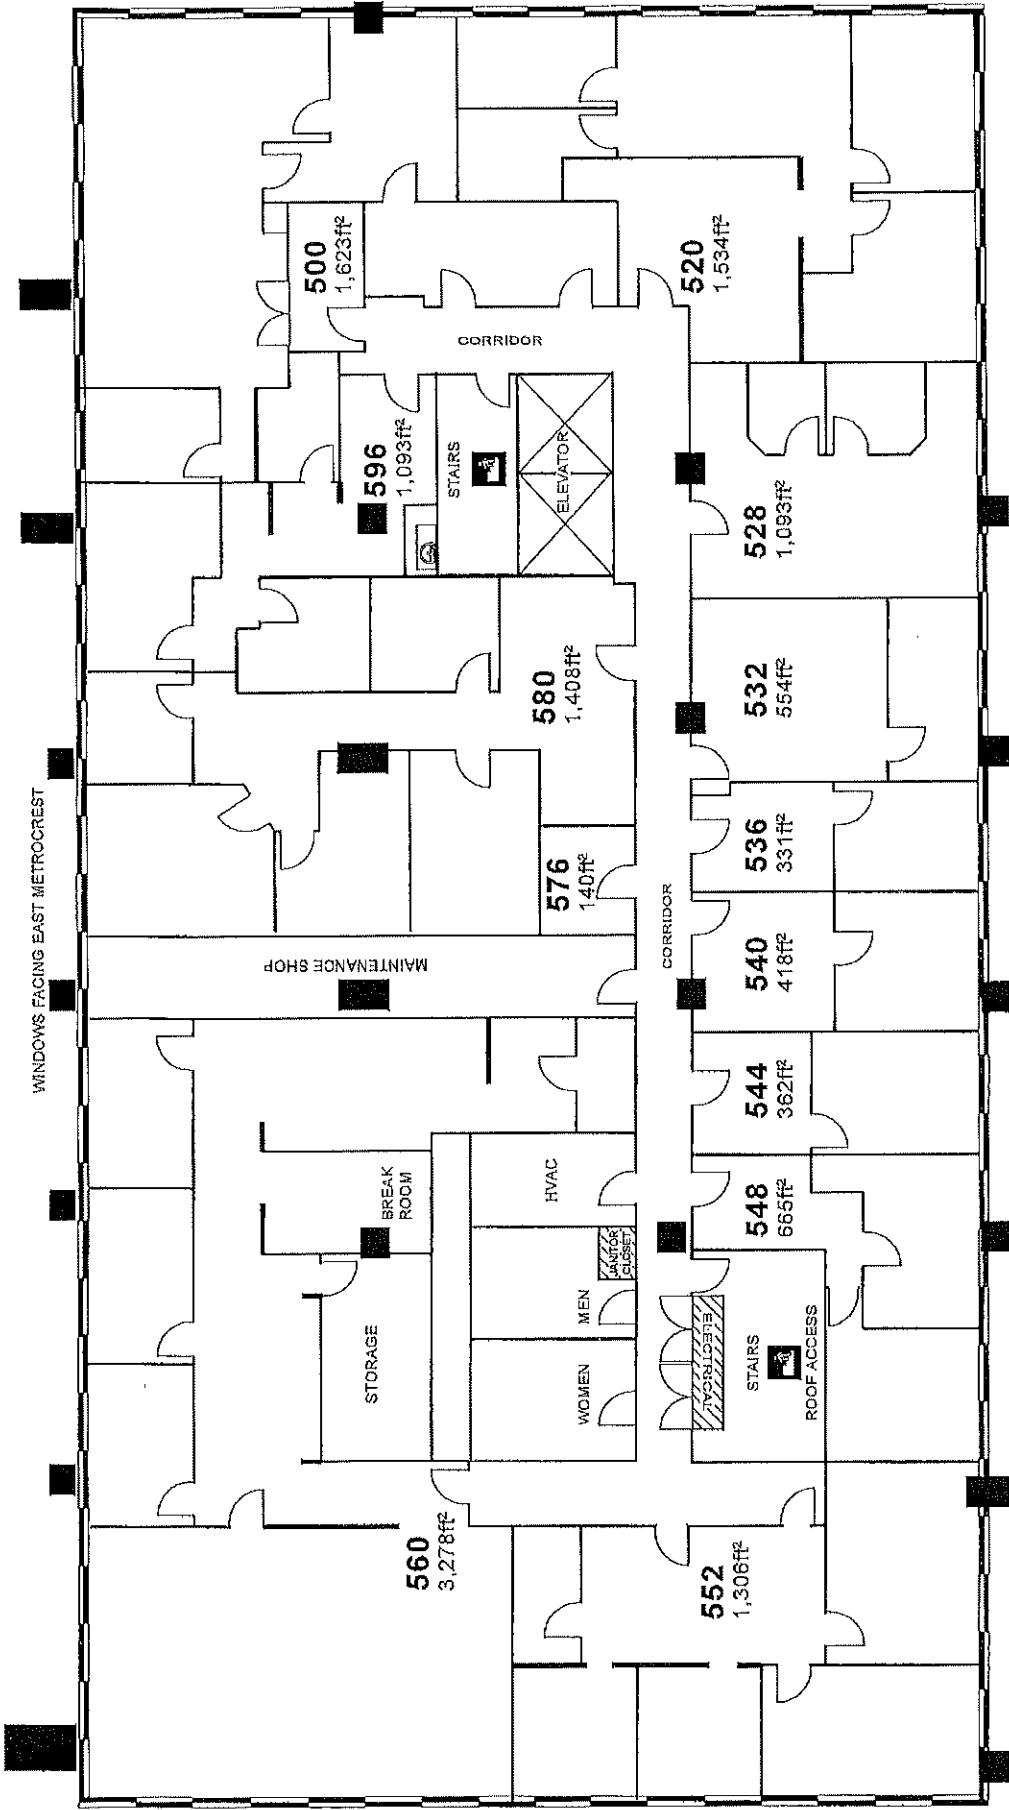 WINDOWS FACING EAST METROCREST
500
1,623ft²
CORRIDOR
520
1,534ft²
596
1,093ft²
STAIRS
ELEVATOR
528
1,093ft²
580
1,408ft²
532
554ft²
576
140ft²
536
331ft²
MAINTENANCE SHOP
CORRIDOR
540
418ft²
544
362ft²
BREAK
ROOM
HVAC
548
665ft²
JANITOR
CLOSET
MEN
STORAGE
WOMEN
ELECTRICAL
STAIRS
ROOF ACCESS
560
3,278ft²
552
1,306ft²